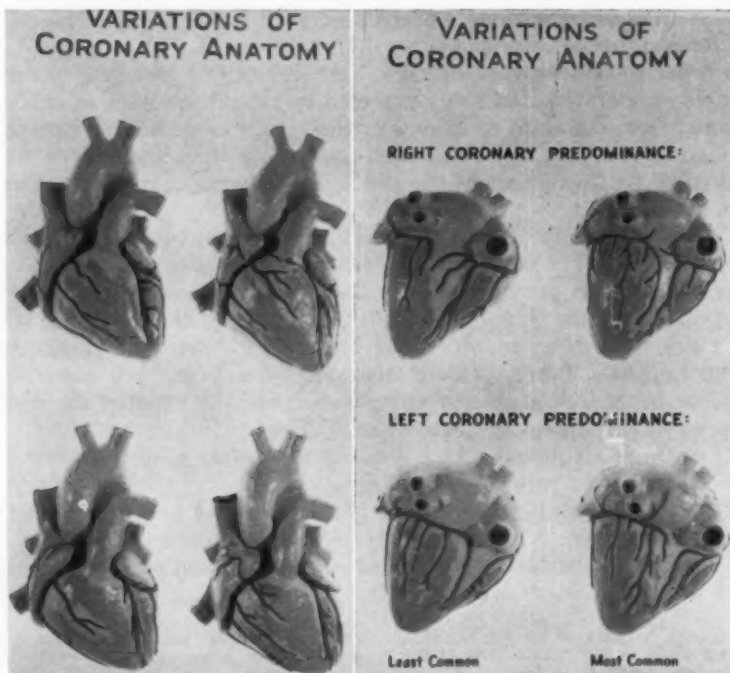 VARIATIONS OF
CORONARY ANATOMY
VARIATIONS OF
CORONARY ANATOMY
RIGHT CORONARY PREDOMINANCE:
LEFT CORONARY PREDOMINANCE:
Least Common
Most Common